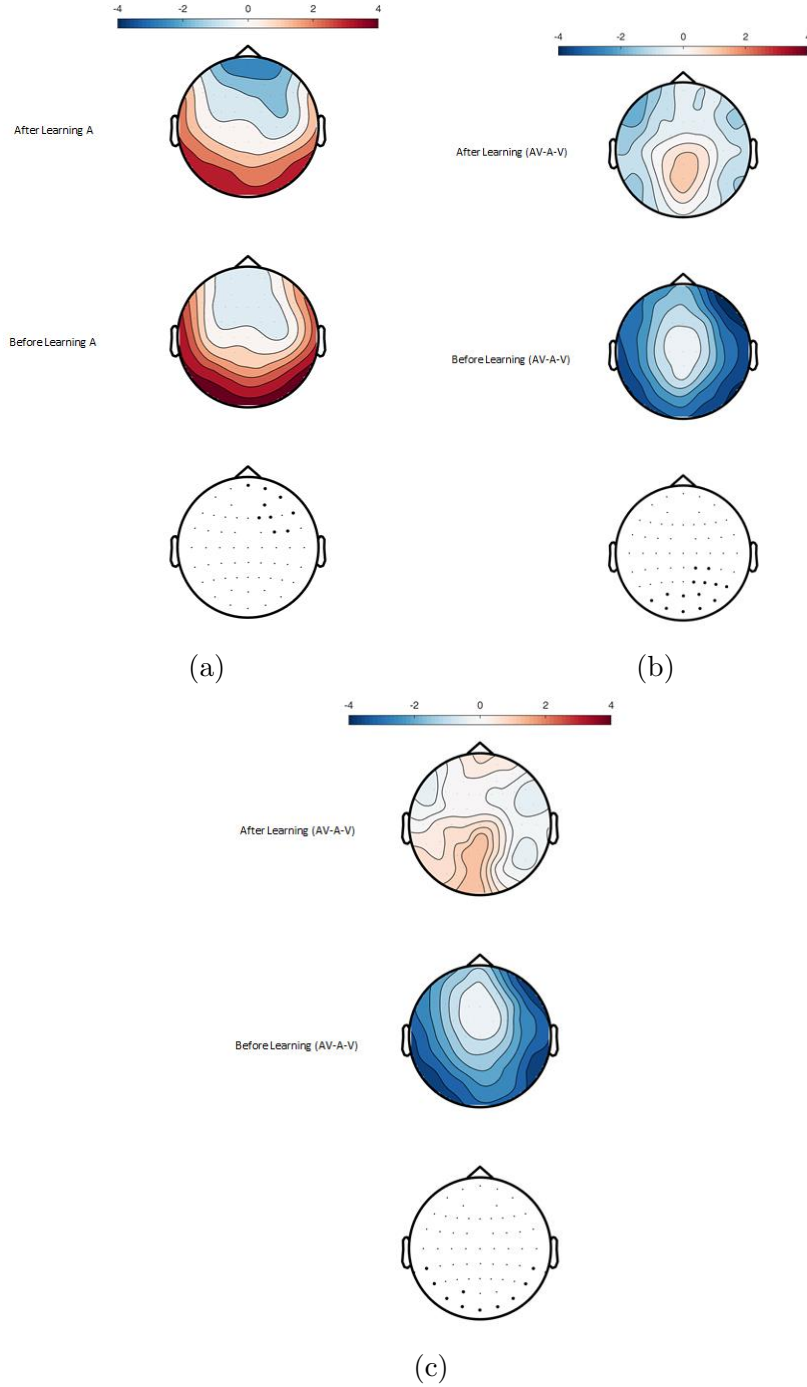 -4 -2 0 2 4
After Learning A
Before Learning A
(a)
-4 -2 0 2 4
After Learning (AV-A-V)
Before Learning (AV-A-V)
(b)
-4 -2 0 2 4
After Learning (AV-A-V)
Before Learning (AV-A-V)
(c)